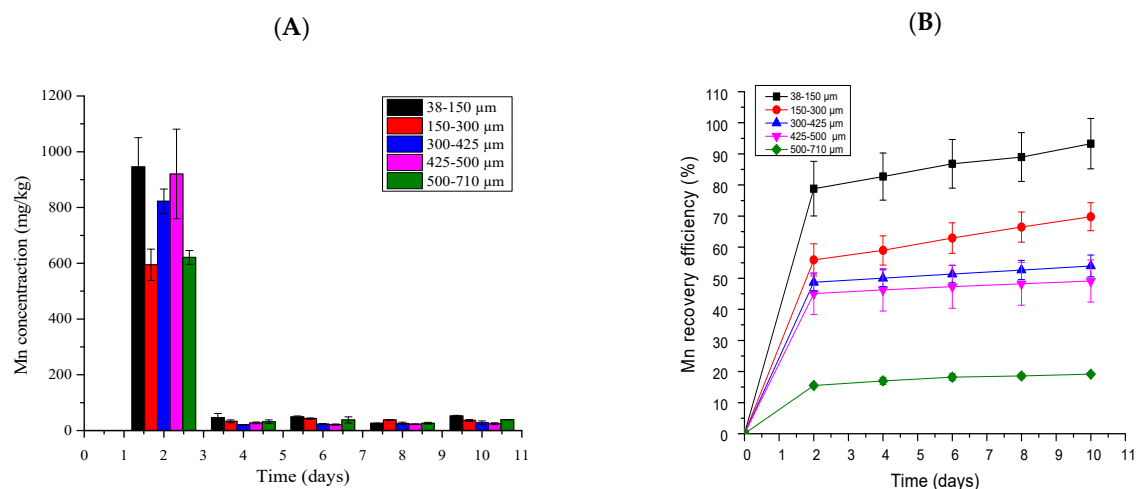 (A)
(B)
1200
1000
800
600
400
200
0
Mn concentraction (mg/kg)
38-150 µm
150-300 µm
300-425 µm
425-500 µm
500-710 µm
0 1 2 3 4 5 6 7 8 9 10 11
Time (days)
110
100
90
80
70
60
50
40
30
20
10
0
Mn recovery efficiency (%)
38-150 µm
150-300 µm
300-425 µm
425-500 µm
500-710 µm
0 1 2 3 4 5 6 7 8 9 10 11
Time (days)